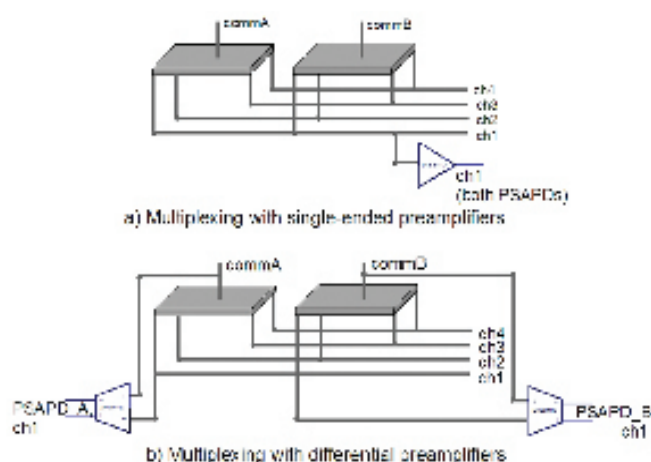 commA
commB
ch4
ch3
ch2
ch1
ch1
(both PSAPDs)
a) Multiplexing with single-ended preamplifiers
commA
commB
ch4
ch3
ch2
ch1
PSAPD_A,
ch1
PSAPD_B
ch1
b) Multiplexing with differential preamplifiers